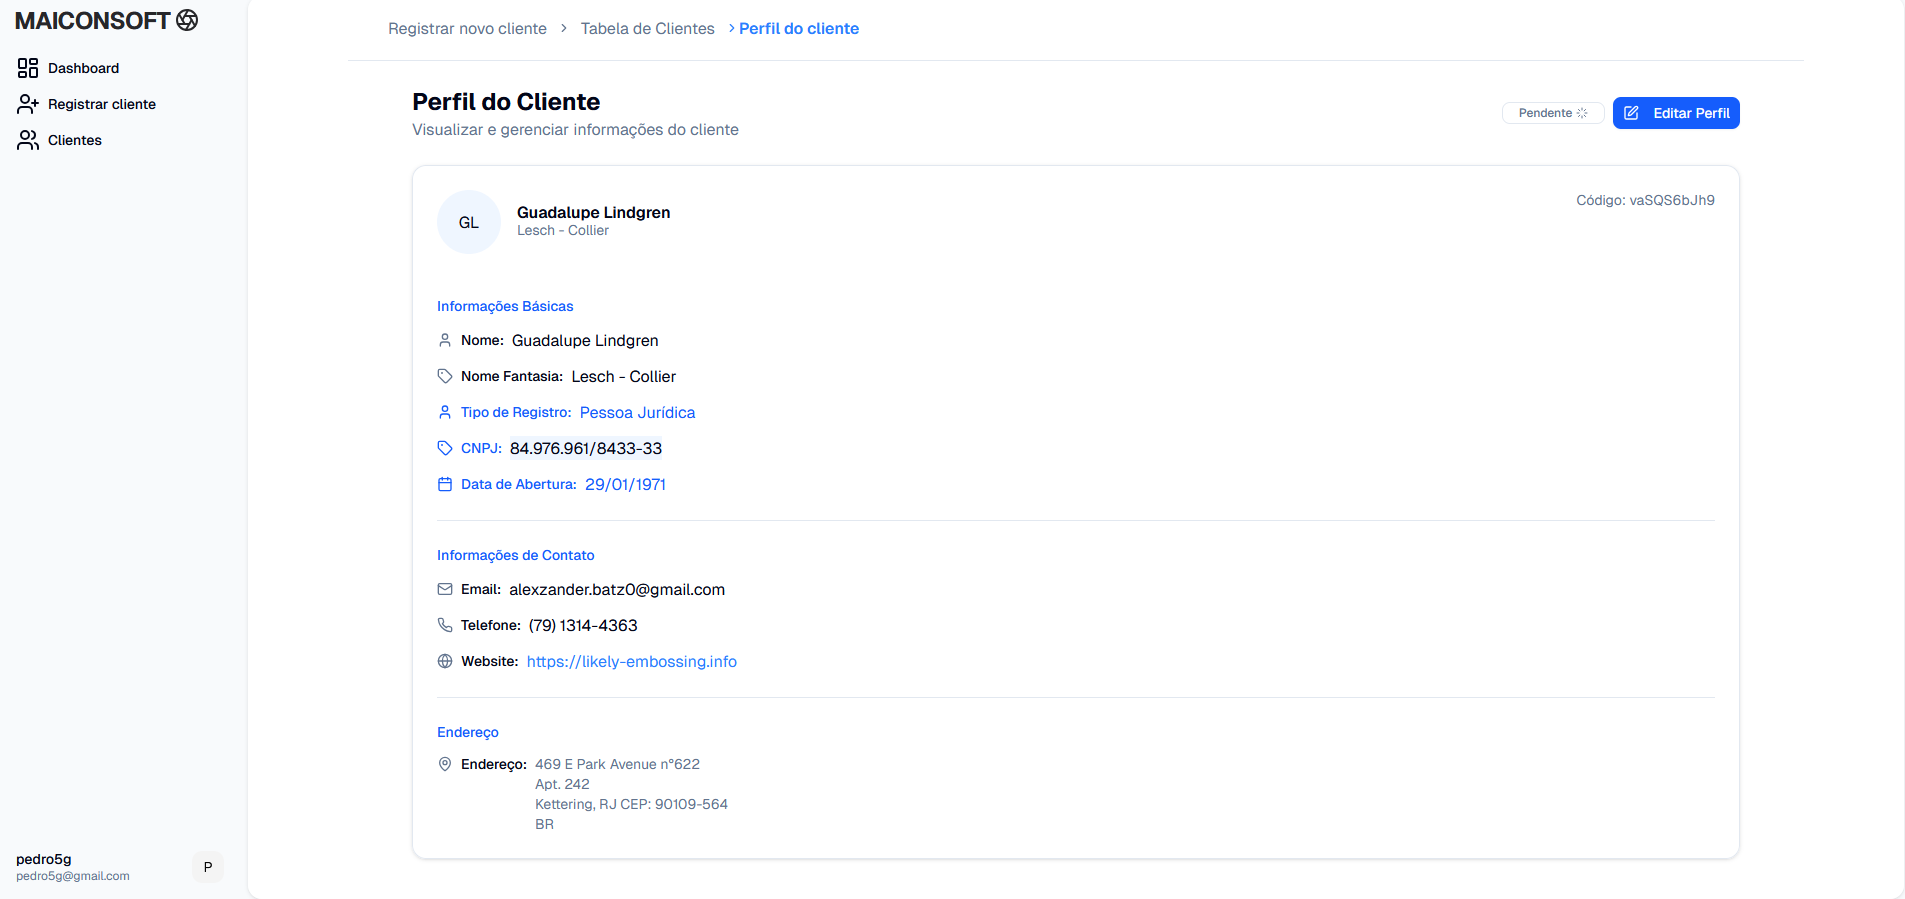 MAICONSOFT
Dashboard
Registrar cliente
Clientes
pedro5g
pedro5g@gmail.com
P
Registrar novo cliente > Tabela de Clientes > Perfil do cliente
Perfil do Cliente
Visualizar e gerenciar informações do cliente
Pendente
Editar Perfil
GL
Guadalupe Lindgren
Lesch - Collier
Código: vaSQS6bJh9
Informações Básicas
Nome: Guadalupe Lindgren
Nome Fantasia: Lesch - Collier
Tipo de Registro: Pessoa Jurídica
CNPJ: 84.976.961/8433-33
Data de Abertura: 29/01/1971
Informações de Contato
Email: alexzander.batz0@gmail.com
Telefone: (79) 1314-4363
Website: https://likely-embossing.info
Endereço
Endereço: 469 E Park Avenue n°622
Apt. 242
Kettering, RJ CEP: 90109-564
BR